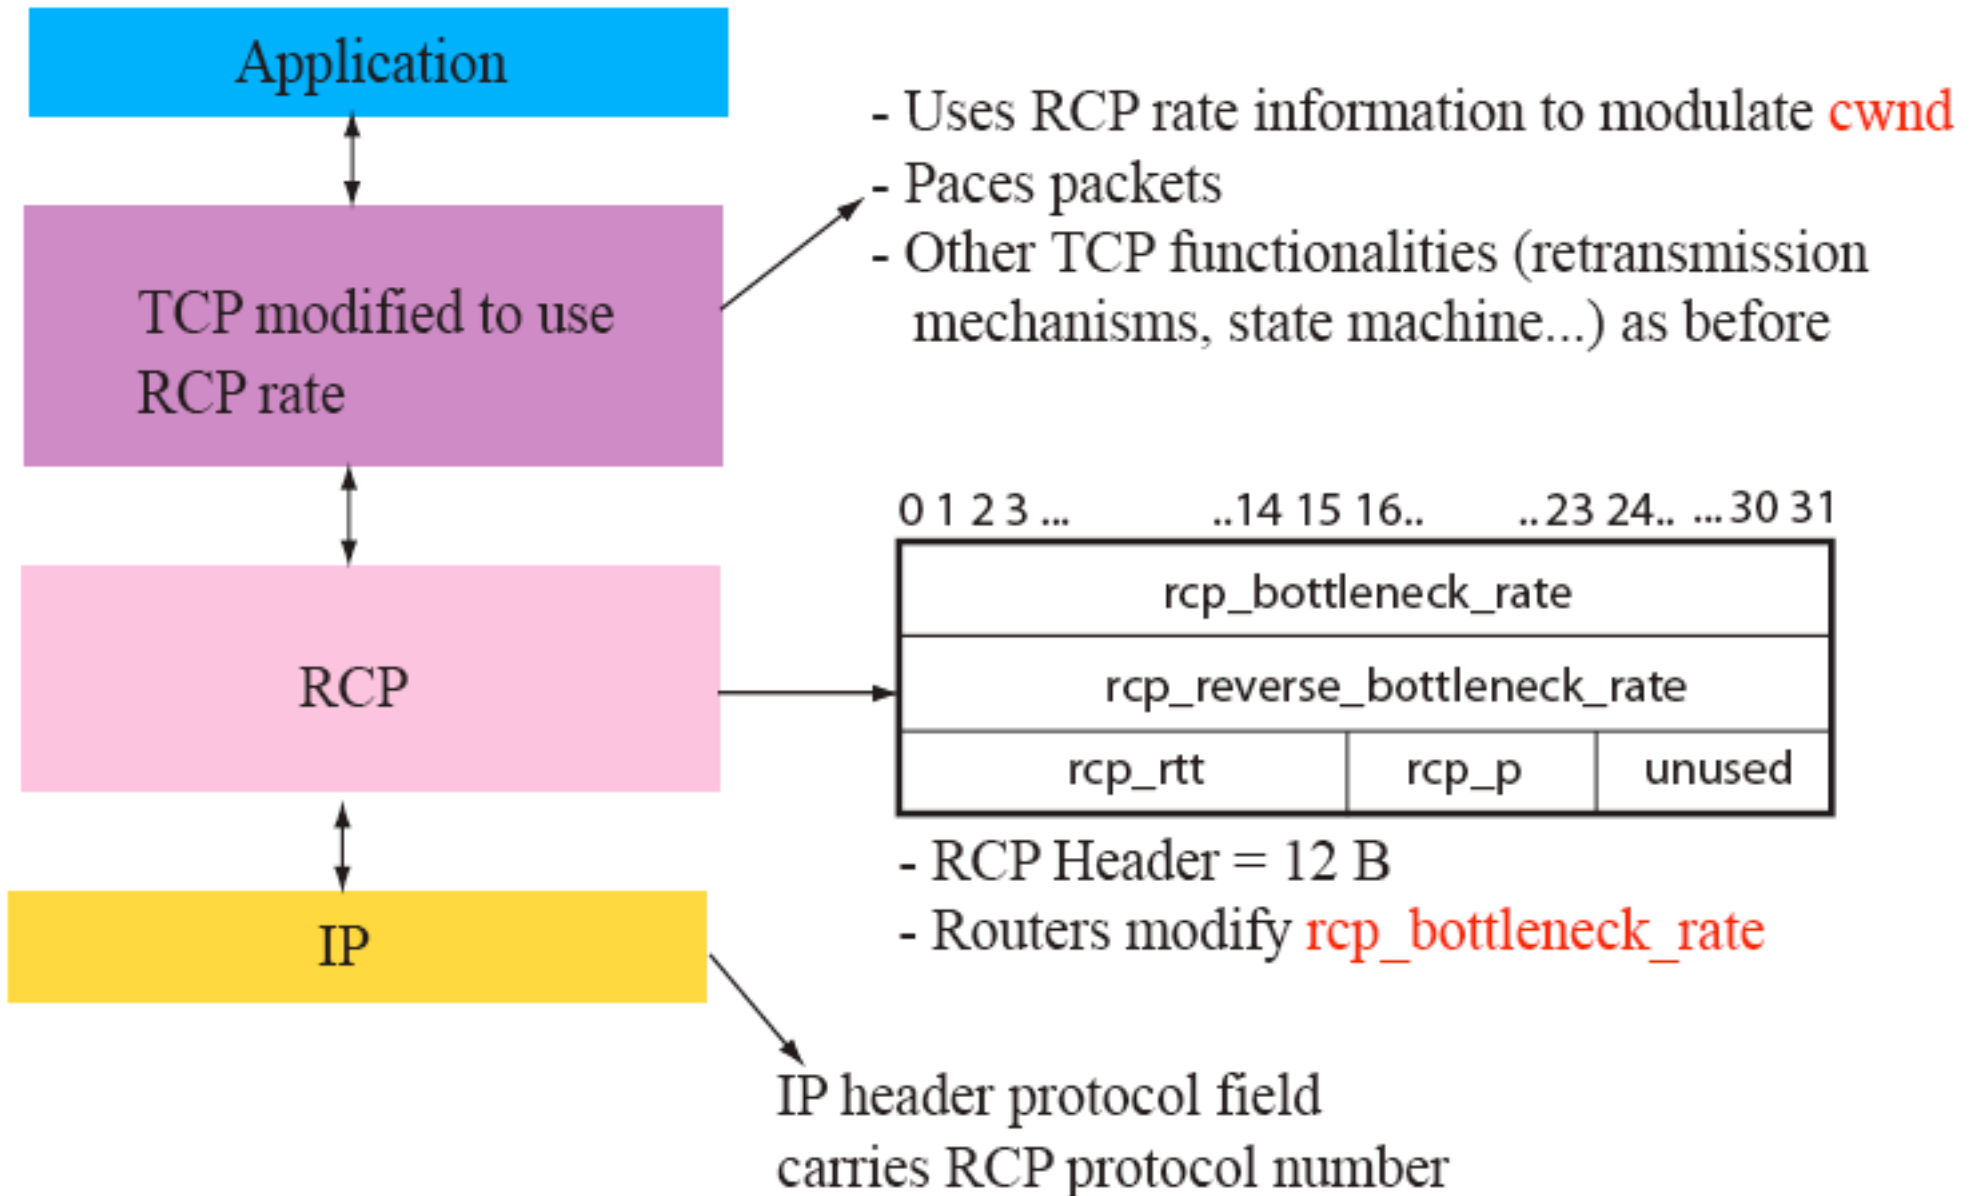 Application
- Uses RCP rate information to modulate cwnd
- Paces packets
- Other TCP functionalities (retransmission
mechanisms, state machine...) as before
TCP modified to use
RCP rate
0 1 2 3 ... ..14 15 16.. ..23 24.. ...30 31
rcp_bottleneck_rate
RCP
rcp_reverse_bottleneck_rate
rcp_rtt rcp_p unused
- RCP Header = 12 B
- Routers modify rcp_bottleneck_rate
IP
IP header protocol field
carries RCP protocol number